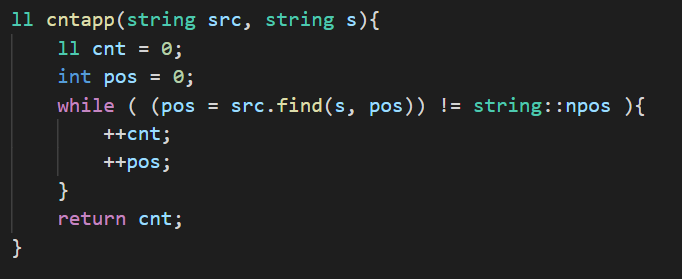 ll cntapp(string src, string s){
    ll cnt = 0;
    int pos = 0;
    while ( (pos = src.find(s, pos)) != string::npos ){
        ++cnt;
        ++pos;
    }
    return cnt;
}